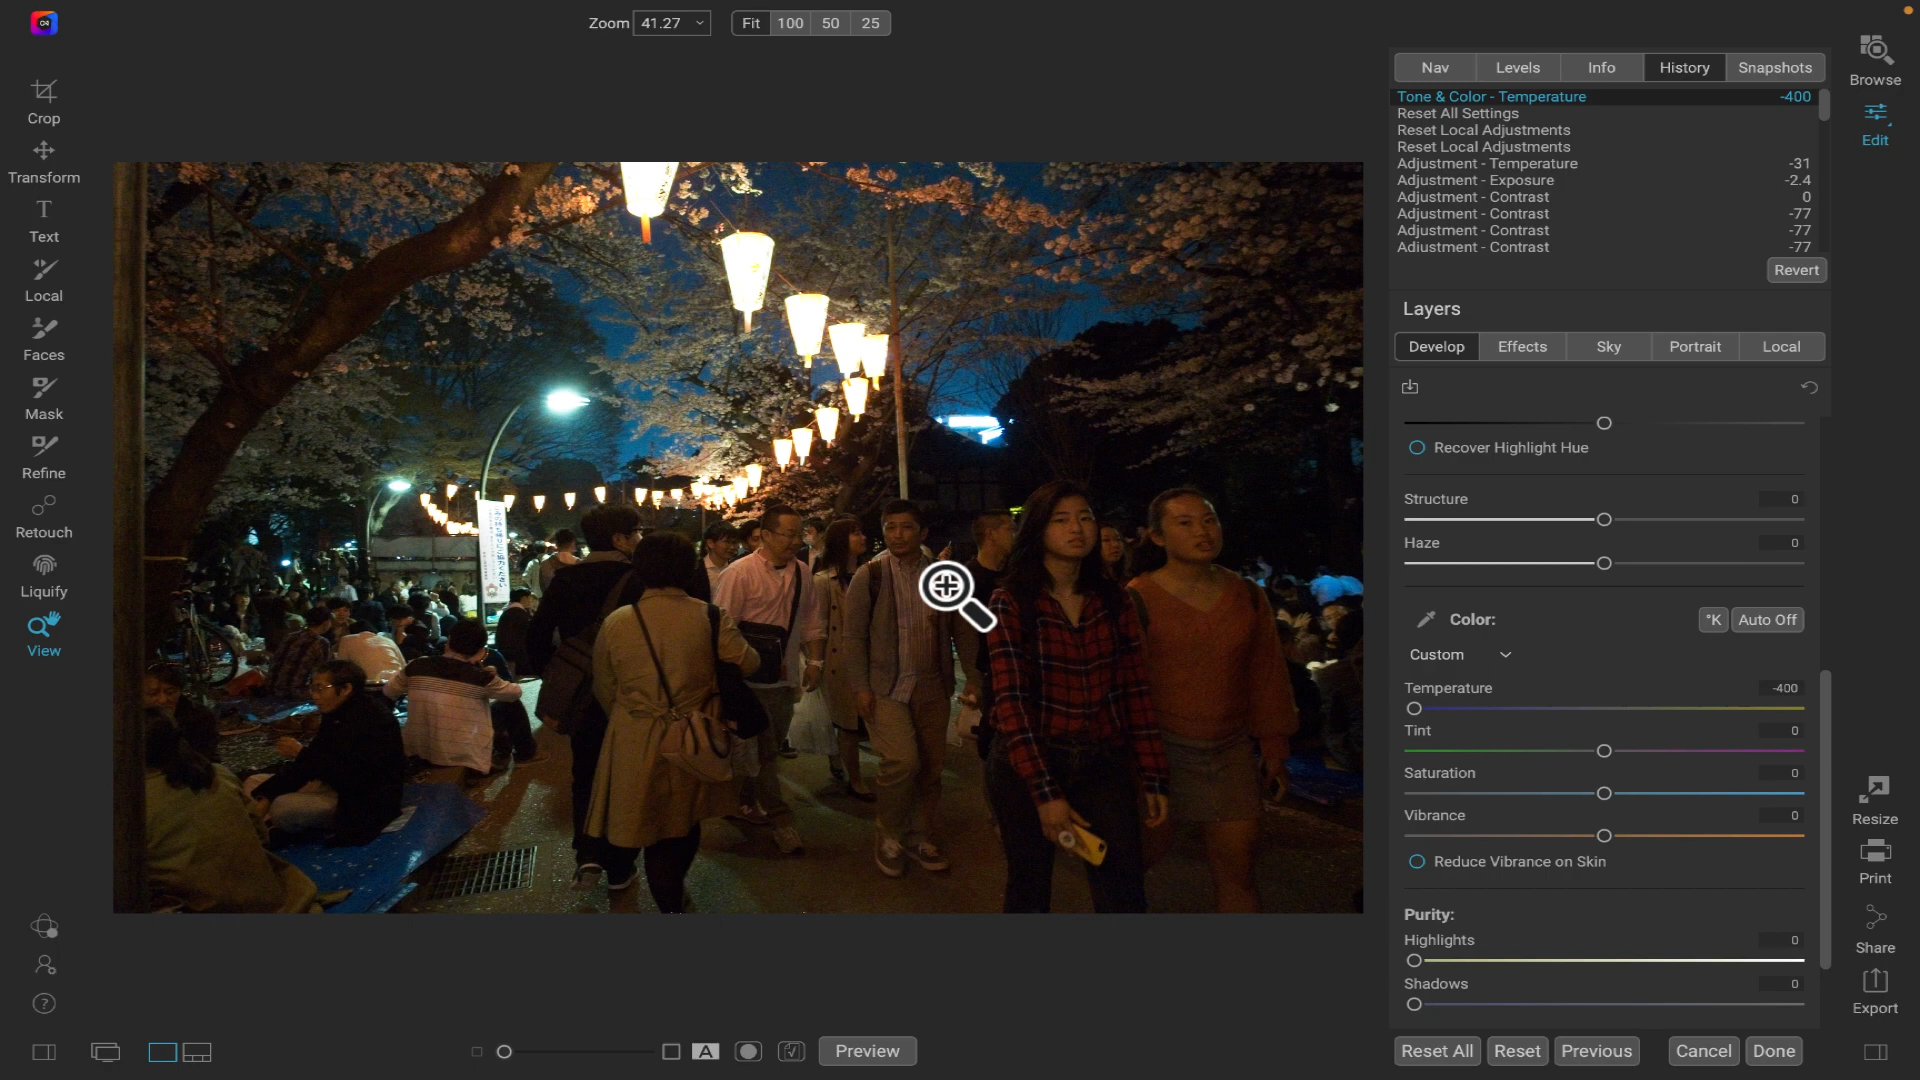 Zoom 41.27 Fit 100 50 25
Crop
Transform
T
Text
Local
Faces
Mask
Refine
Retouch
Liquify
View
Nav Levels Info History Snapshots
Tone & Color - Temperature -400
Reset All Settings
Reset Local Adjustments
Reset Local Adjustments
Adjustment - Temperature -31
Adjustment - Exposure -2.4
Adjustment - Contrast 0
Adjustment - Contrast -77
Adjustment - Contrast -77
Adjustment - Contrast -77
Revert
Layers
Develop Effects Sky Portrait Local
Recover Highlight Hue
Structure 0
Haze 0
Color: °K Auto Off
Custom
Temperature -400
Tint 0
Saturation 0
Vibrance 0
Reduce Vibrance on Skin
Purity:
Highlights 0
Shadows 0
Browse
Edit
Resize
Print
Share
Export
?
A Preview
Reset All Reset Previous Cancel Done